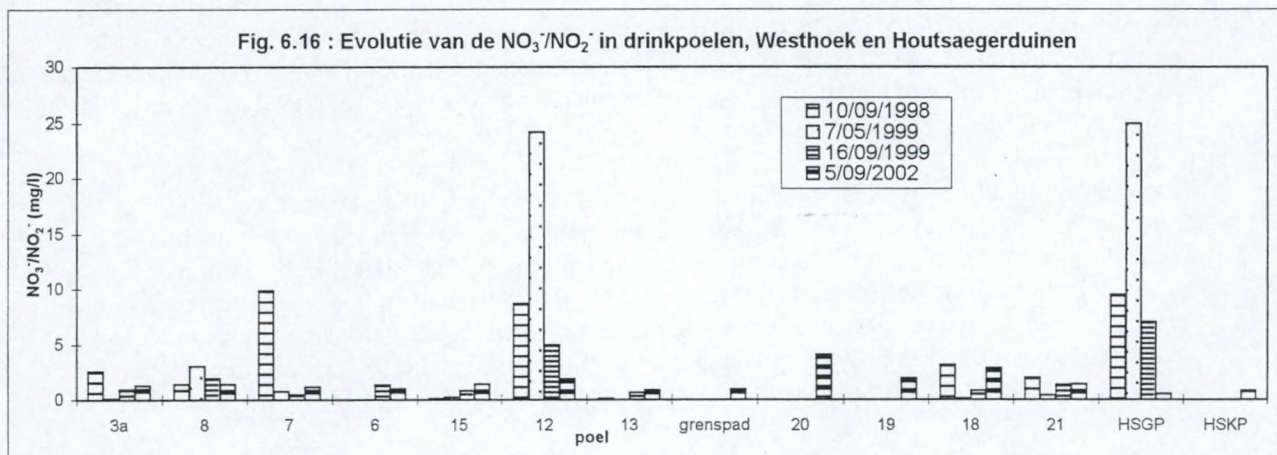 Fig. 6.16 : Evolutie van de NO₃⁻/NO₂⁻ in drinkpoelen, Westhoek en Houtsaegerduinen
NO₃⁻/NO₂⁻ (mg/l)
30
25
20
15
10
5
0
10/09/1998
7/05/1999
16/09/1999
5/09/2002
3a 8 7 6 15 12 13 grenspad 20 19 18 21 HSGP HSKP
poel